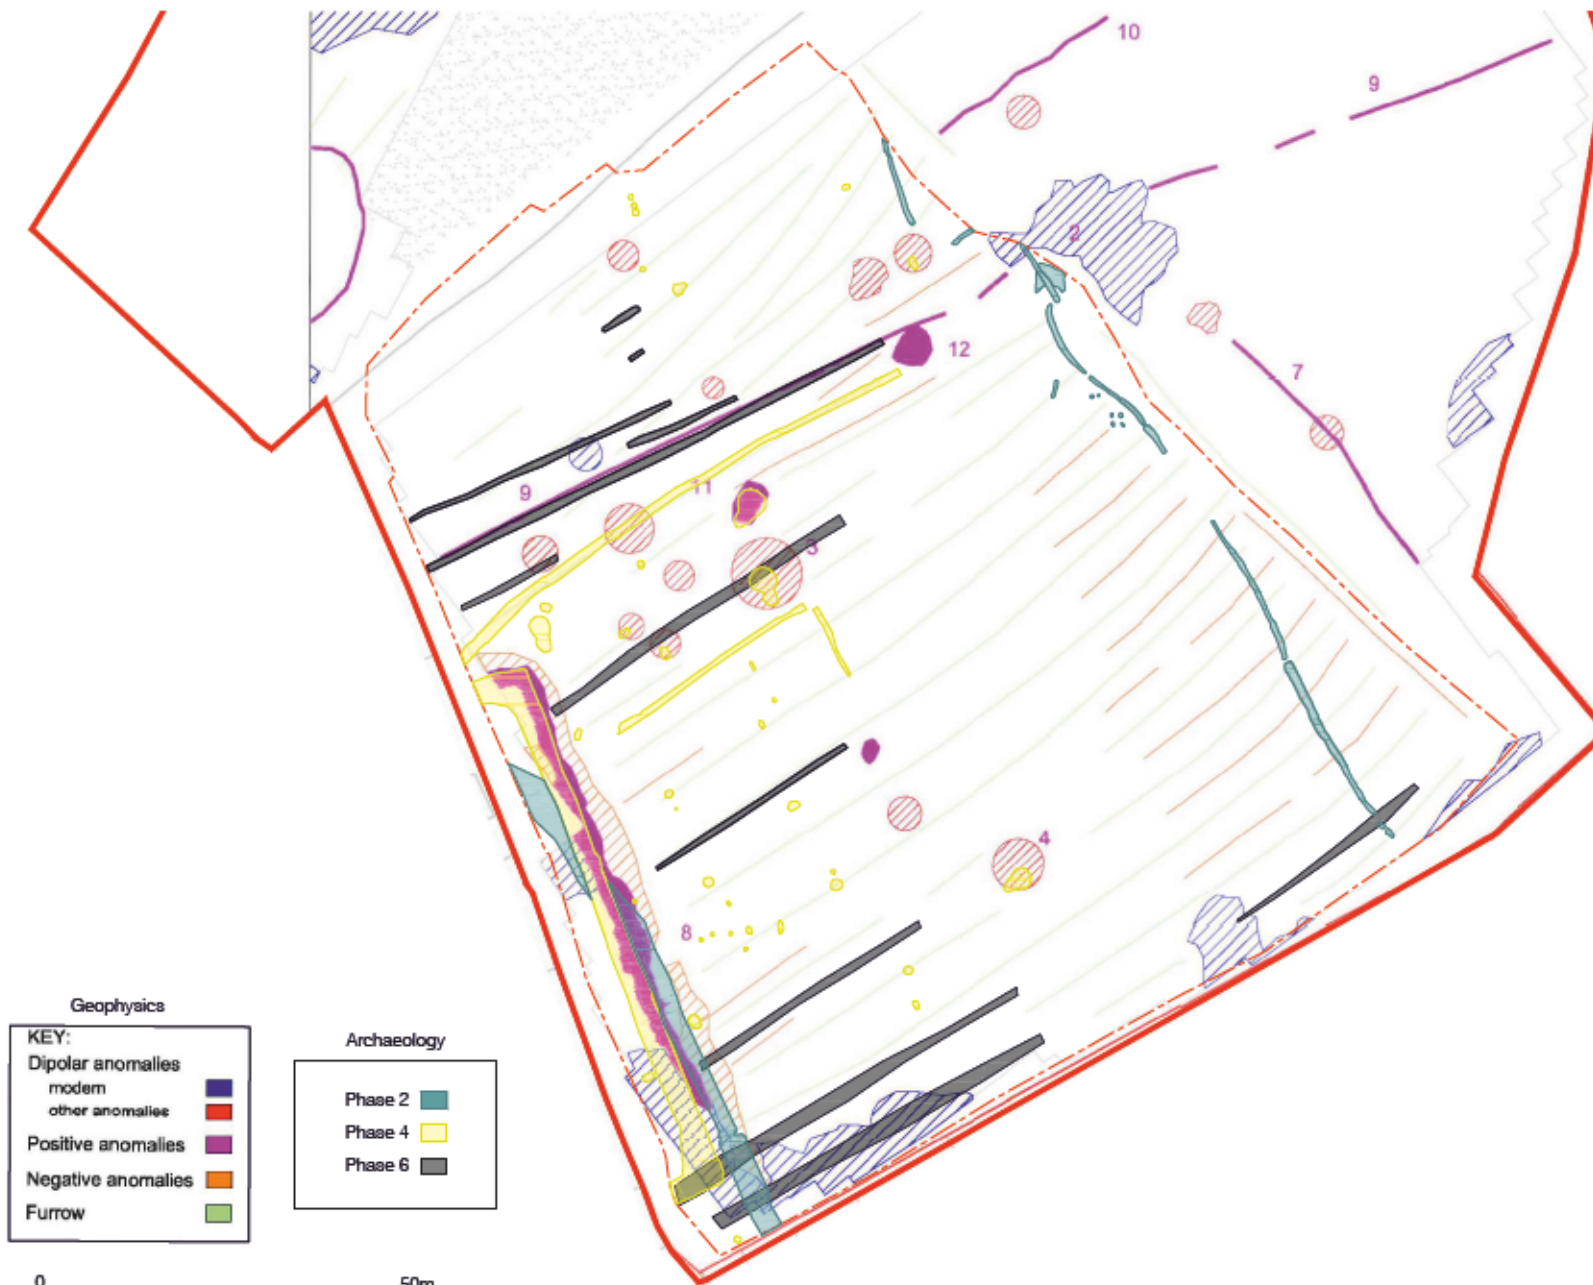 10
9
2
12
7
9
11
3
4
8
Geophysics
KEY:
Dipolar anomalies
modern
other anomalies
Positive anomalies
Negative anomalies
Furrow
Archaeology
Phase 2
Phase 4
Phase 6
0 50m